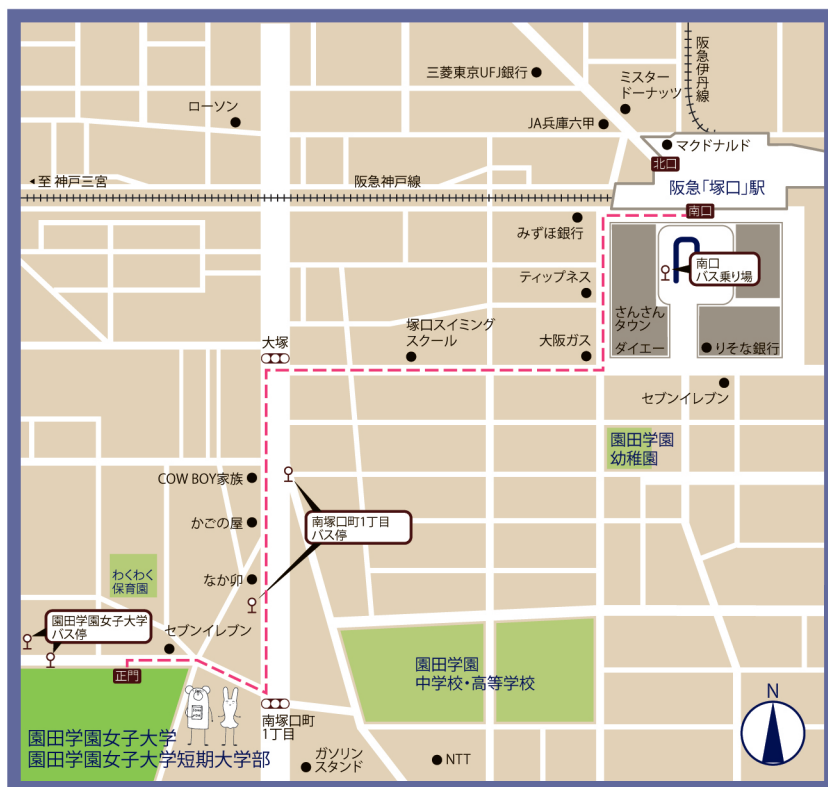 三菱東京UFJ銀行
ミスター
ドーナッツ
阪急伊丹線
ローソン
JA兵庫六甲
マクドナルド
北口
至 神戸三宮
阪急神戸線
阪急「塚口」駅
南口
みずほ銀行
南口
バス乗り場
ティップネス
さんさん
タウン
塚口スイミング
スクール
大塚
大阪ガス
ダイエー
りそな銀行
セブンイレブン
園田学園
幼稚園
COW BOY家族
南塚口町1丁目
バス停
かごの屋
わくわく
保育園
なか卯
園田学園女子大学
バス停
セブンイレブン
正門
園田学園
中学校・高等学校
N
南塚口町
1丁目
園田学園女子大学
園田学園女子大学短期大学部
ガソリン
スタンド
NTT